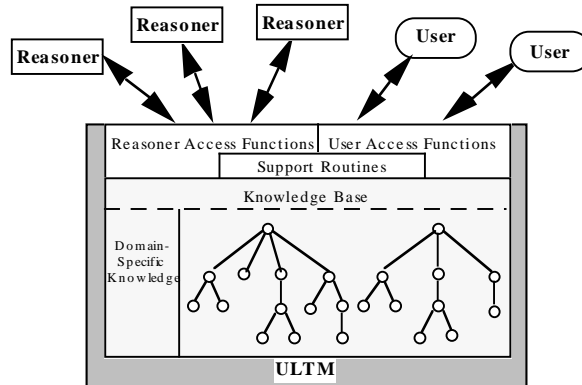 Reasoner
Reasoner
Reasoner
User
User
Reasoner Access Functions
User Access Functions
Support Routines
Knowledge Base
Domain-
Specific
Knowledge
ULTM